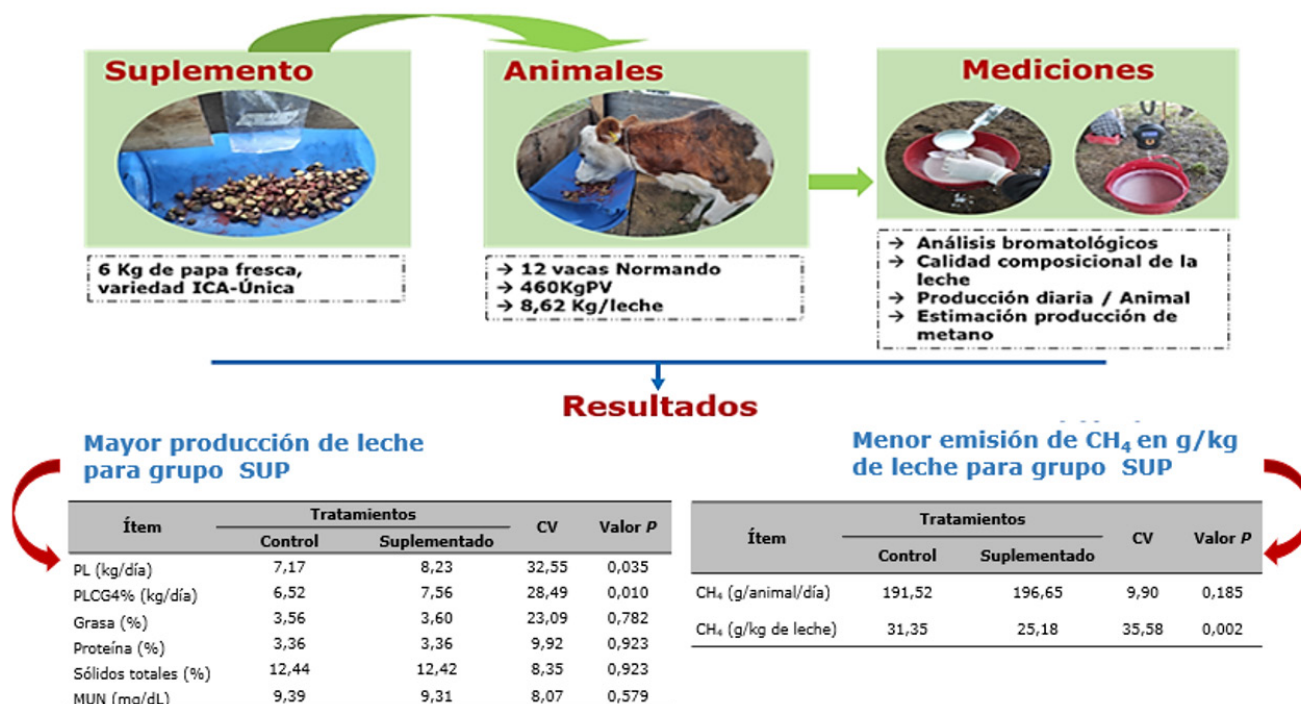 Suplemento
Animales
Mediciones
6 Kg de papa fresca,
variedad ICA-Única
→ 12 vacas Normando
→ 460KgPV
→ 8,62 Kg/leche
→ Análisis bromatológicos
→ Calidad composicional de la
leche
→ Producción diaria / Animal
→ Estimación producción de
metano
Resultados
Mayor producción de leche
para grupo SUP
Menor emisión de CH₄ en g/kg
de leche para grupo SUP
Ítem Tratamientos CV Valor P
Control Suplementado
PL (kg/día) 7,17 8,23 32,55 0,035
PLCG4% (kg/día) 6,52 7,56 28,49 0,010
Grasa (%) 3,56 3,60 23,09 0,782
Proteína (%) 3,36 3,36 9,92 0,923
Sólidos totales (%) 12,44 12,42 8,35 0,923
MUN (mg/dL) 9,39 9,31 8,07 0,579
Ítem Tratamientos CV Valor P
Control Suplementado
CH₄ (g/animal/día) 191,52 196,65 9,90 0,185
CH₄ (g/kg de leche) 31,35 25,18 35,58 0,002